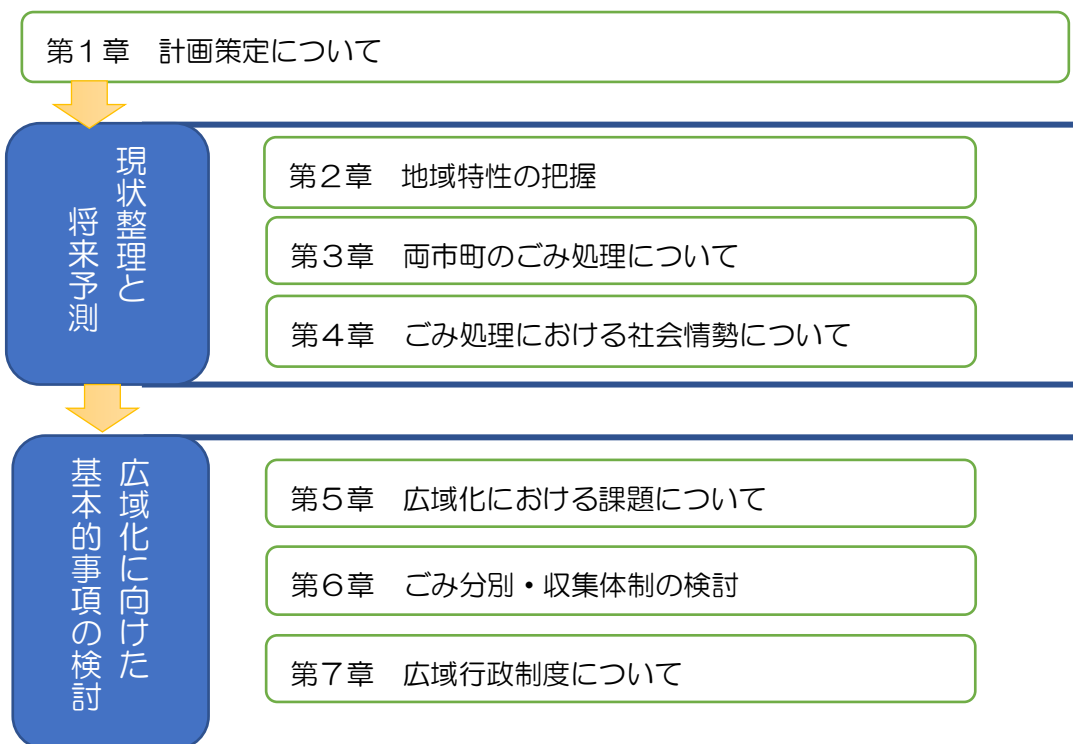 第１章　計画策定について
現状整理と
将来予測
第２章　地域特性の把握
第３章　両市町のごみ処理について
第４章　ごみ処理における社会情勢について
広域化に向けた
基本的事項の検討
第５章　広域化における課題について
第６章　ごみ分別・収集体制の検討
第７章　広域行政制度について